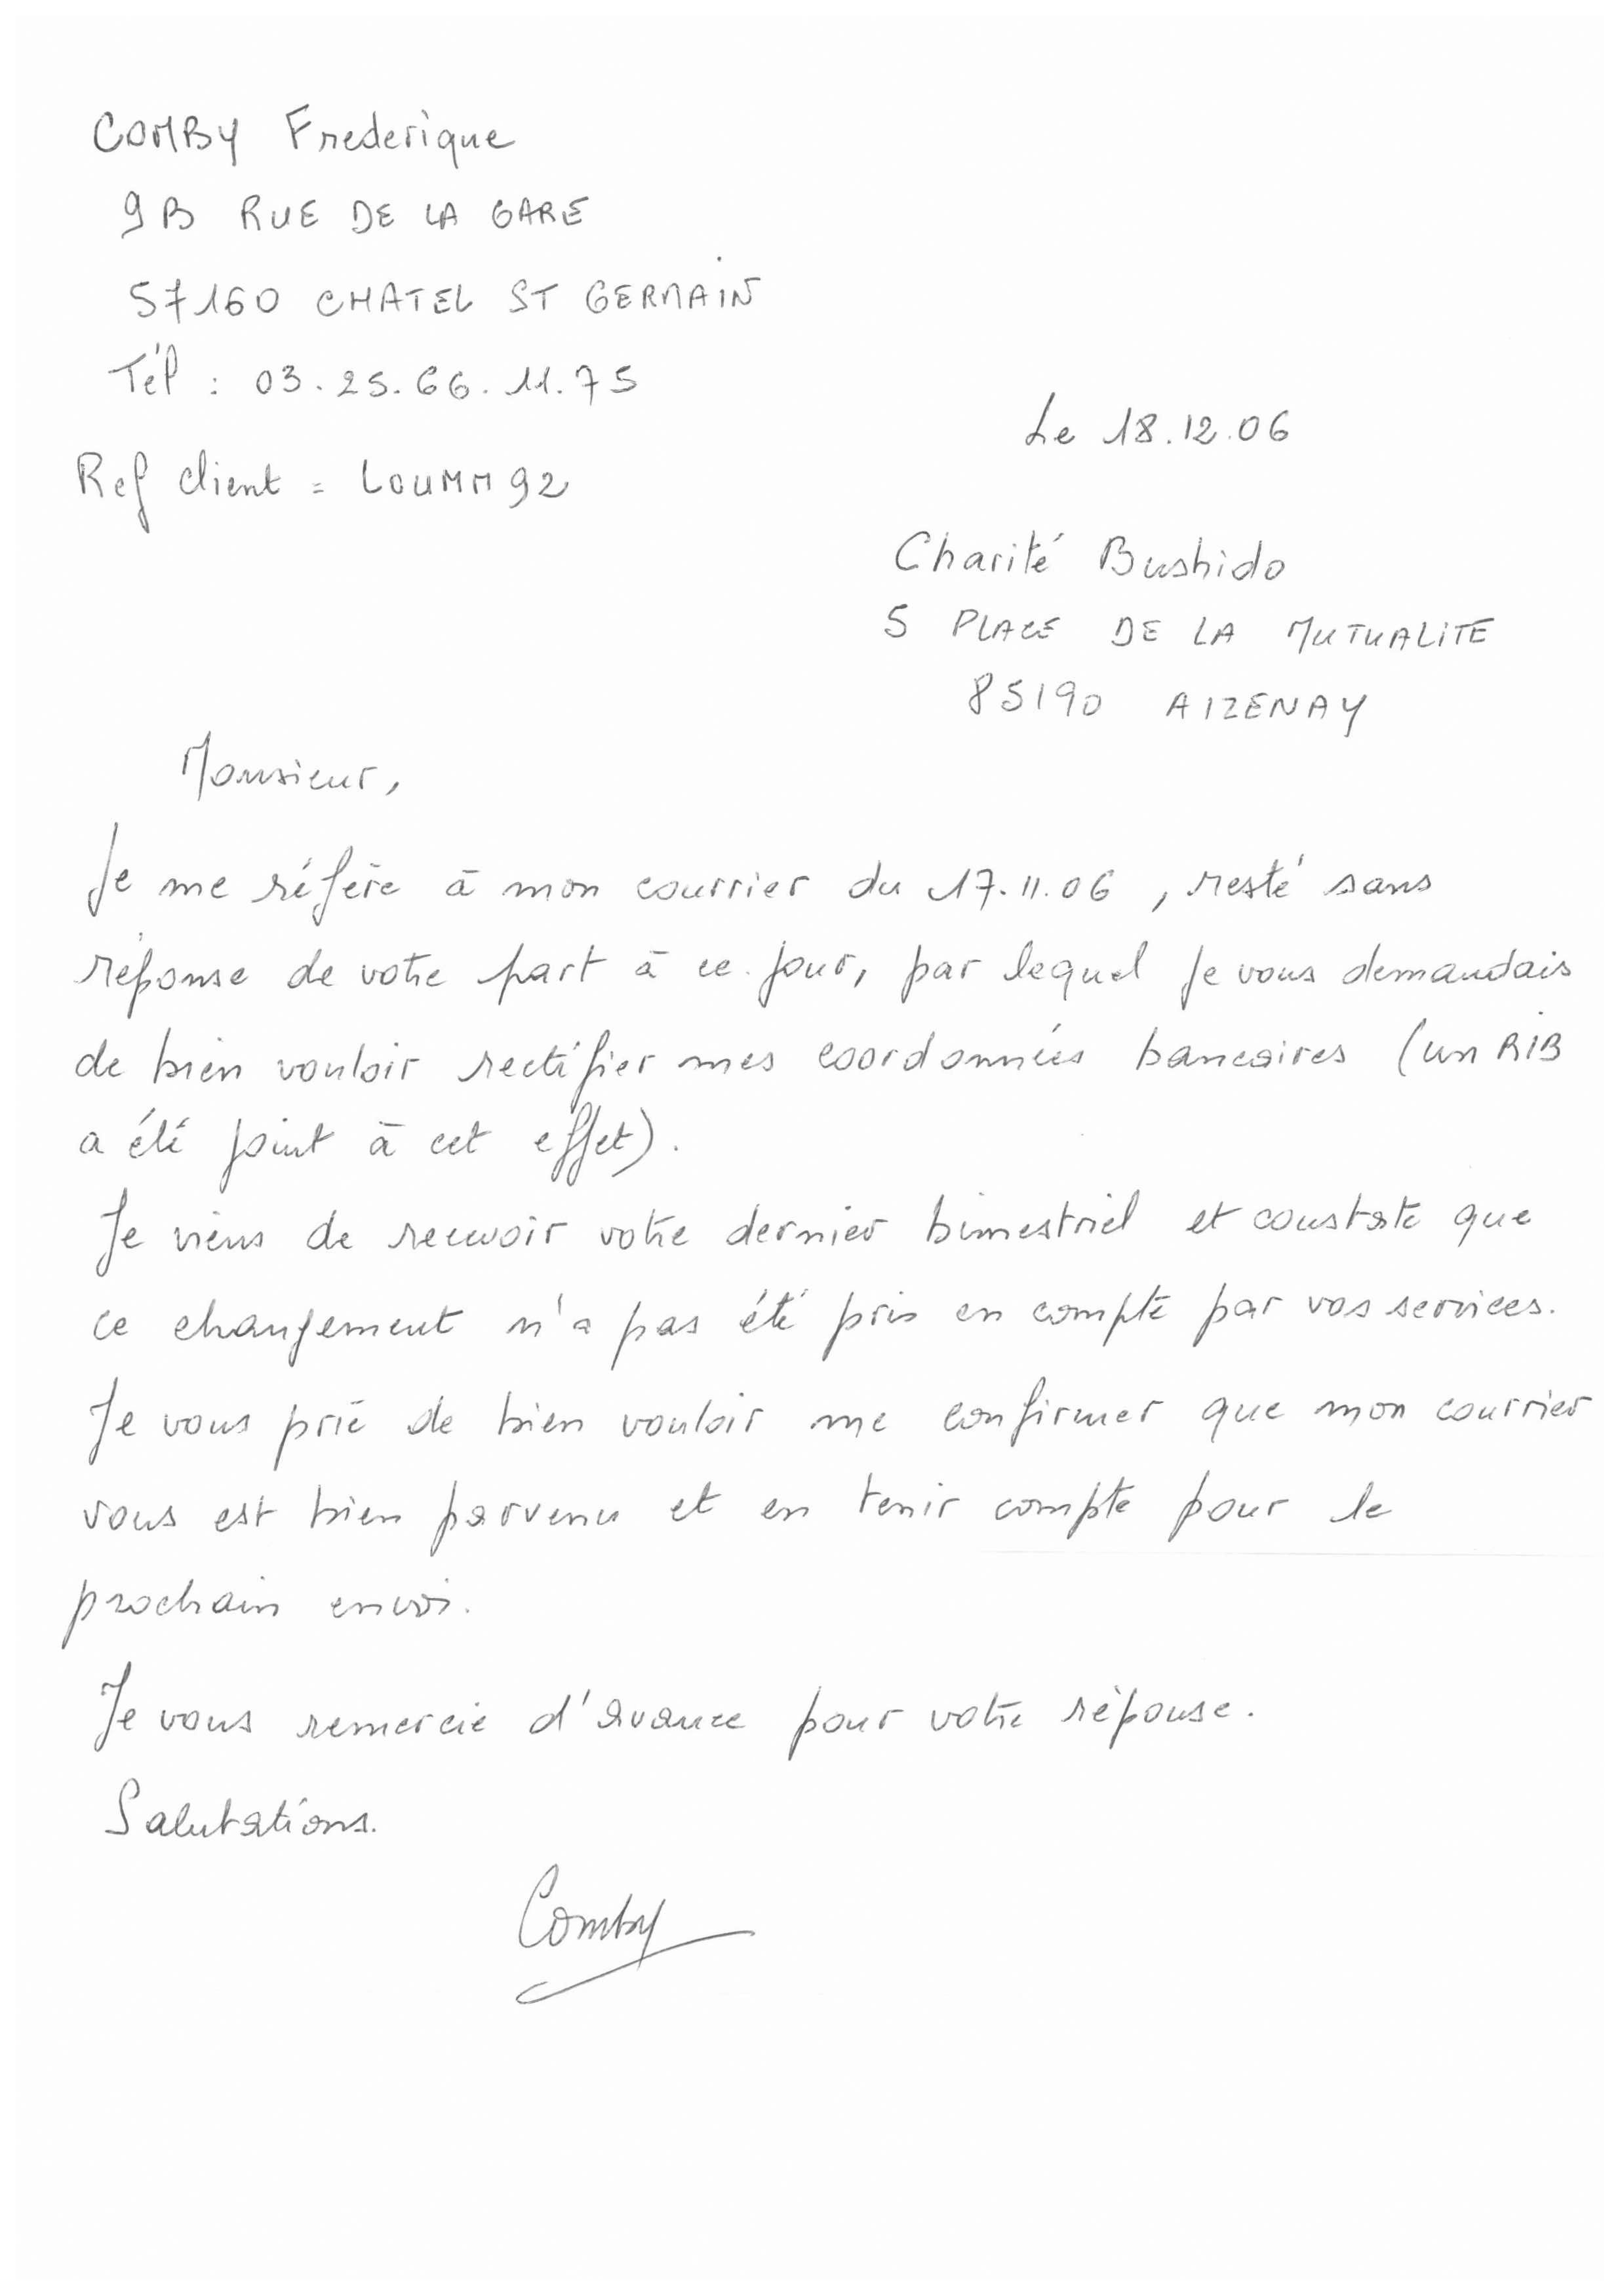 COMBY Frederique
9B RUE DE LA GARE
57160 CHATEL ST GERMAIN
Tél : 03.25.66.11.75
Le 18.12.06
Ref client = LOUMM92
Charité Bushido
5 PLACE DE LA MUTUALITE
85190 AIZENAY
Monsieur,
Je me réfère à mon courrier du 17.11.06, resté sans
réponse de votre part à ce jour, par lequel je vous demandais
de bien vouloir rectifier mes coordonnées bancaires (un RIB
a été joint à cet effet).
Je viens de recevoir votre dernier bimestriel et constate que
ce changement n'a pas été pris en compte par vos services.
Je vous prie de bien vouloir me confirmer que mon courrier
vous est bien parvenu et en tenir compte pour le
prochain envoi.
Je vous remercie d'avance pour votre réponse.
Salutations.
Comby